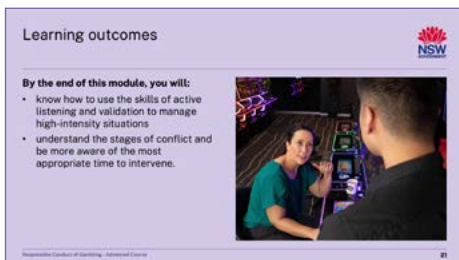 Learning outcomes
NSW
GOVERNMENT
By the end of this module, you will:
• know how to use the skills of active
listening and validation to manage
high-intensity situations
• understand the stages of conflict and
be more aware of the most
appropriate time to intervene.
Responsible Conduct of Gambling - Advanced Course
21